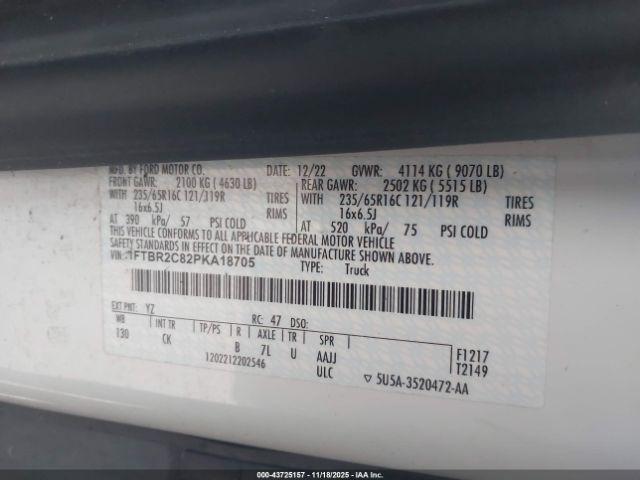 MFD. BY FORD MOTOR CO. DATE: 12/22 GVWR: 4114 KG ( 9070 LB)
FRONT GAWR: 2100 KG ( 4630 LB) REAR GAWR: 2502 KG ( 5515 LB)
WITH 235/65R16C 121/119R TIRES WITH 235/65R16C 121/119R TIRES
16x6.5J RIMS 16x6.5J RIMS
AT 390 kPa/ 57 PSI COLD AT 520 kPa/ 75 PSI COLD
THIS VEHICLE CONFORMS TO ALL APPLICABLE FEDERAL MOTOR VEHICLE
SAFETY STANDARDS IN EFFECT ON THE DATE OF MANUFACTURE SHOWN ABOVE.
VIN: 1FTBR2C82PKA18705 TYPE: Truck
EXT PNT: YZ RC: 47 DSO:
WB INT TR TP/PS R AXLE TR SPR
130 CK B 7L U AAJJ F1217
1202212202546 ULC T2149
▽ 5U5A-3520472-AA
000-43725157 - 11/18/2025 - IAAHolding, LLC